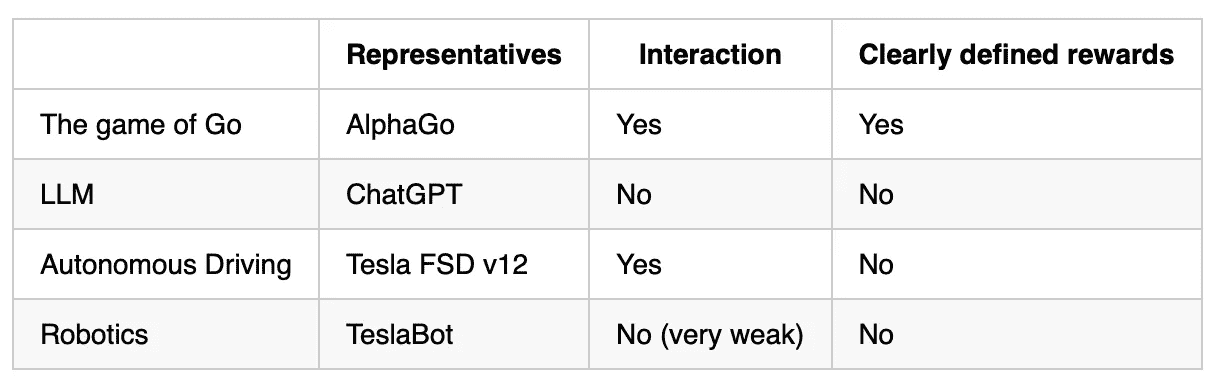 Representatives Interaction Clearly defined rewards
The game of Go AlphaGo Yes Yes
LLM ChatGPT No No
Autonomous Driving Tesla FSD v12 Yes No
Robotics TeslaBot No (very weak) No